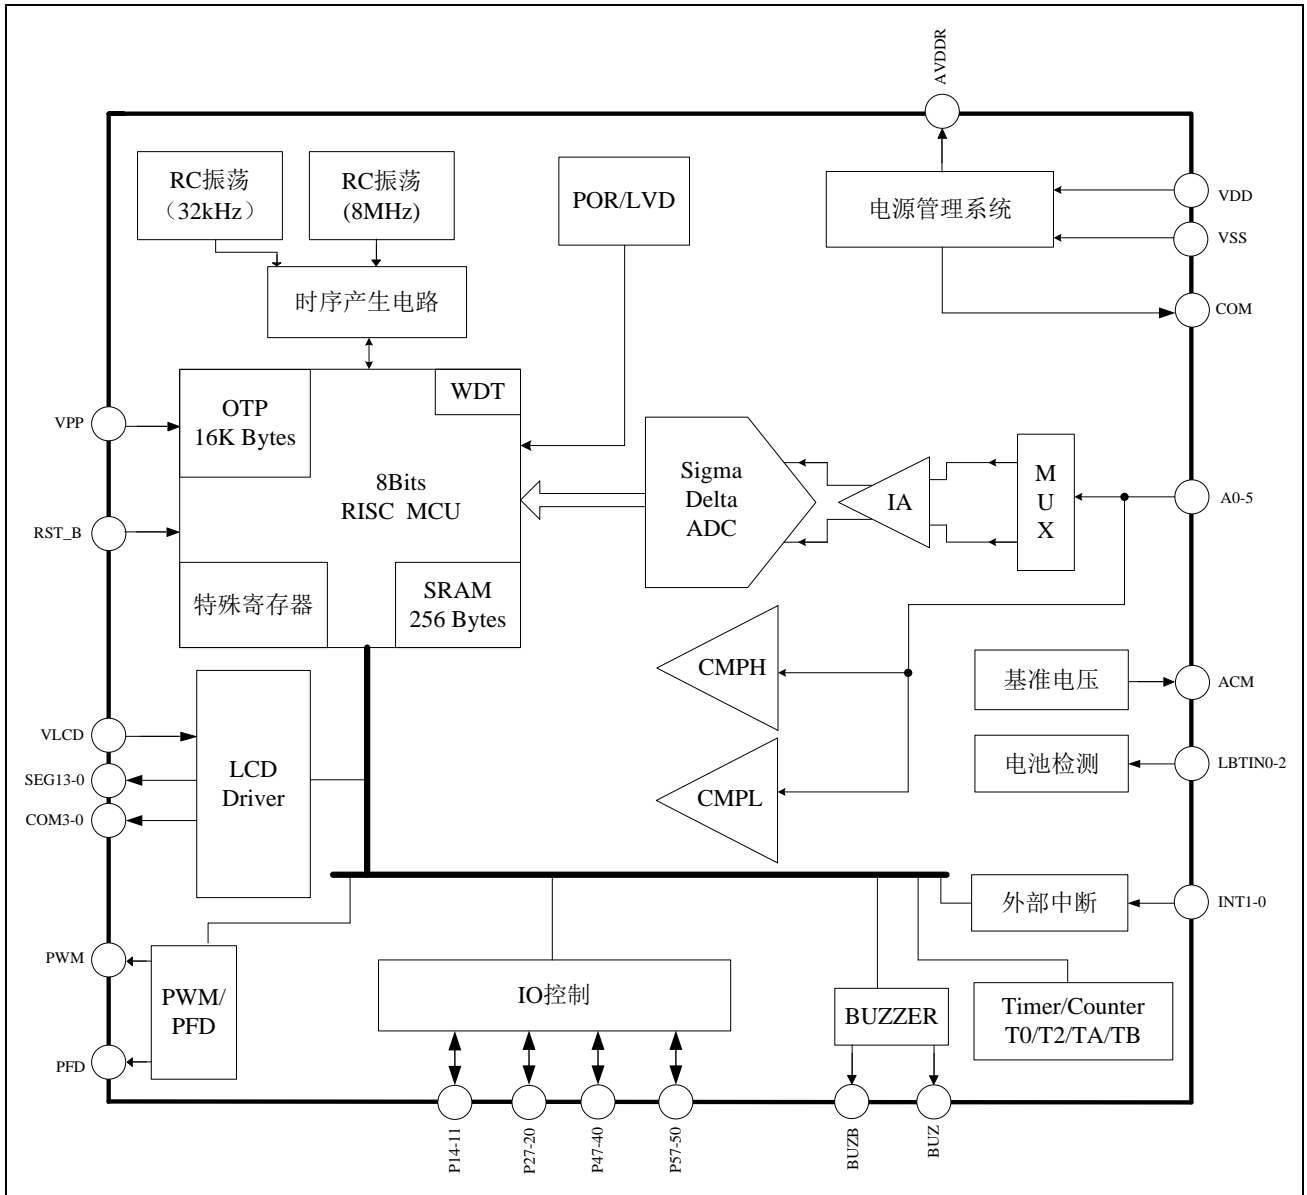 AVDDR
RC振荡
（32kHz）
RC振荡
(8MHz)
POR/LVD
电源管理系统
VDD
VSS
COM
时序产生电路
VPP
OTP
16K Bytes
WDT
8Bits
RISC MCU
RST_B
特殊寄存器
SRAM
256 Bytes
Sigma
Delta
ADC
IA
M
U
X
A0-5
CMPH
CMPL
基准电压
ACM
电池检测
LBTIN0-2
VLCD
SEG13-0
COM3-0
LCD
Driver
外部中断
INT1-0
PWM
PFD
PWM/
PFD
IO控制
BUZZER
Timer/Counter
T0/T2/TA/TB
P14-11
P27-20
P47-40
P57-50
BUZB
BUZ